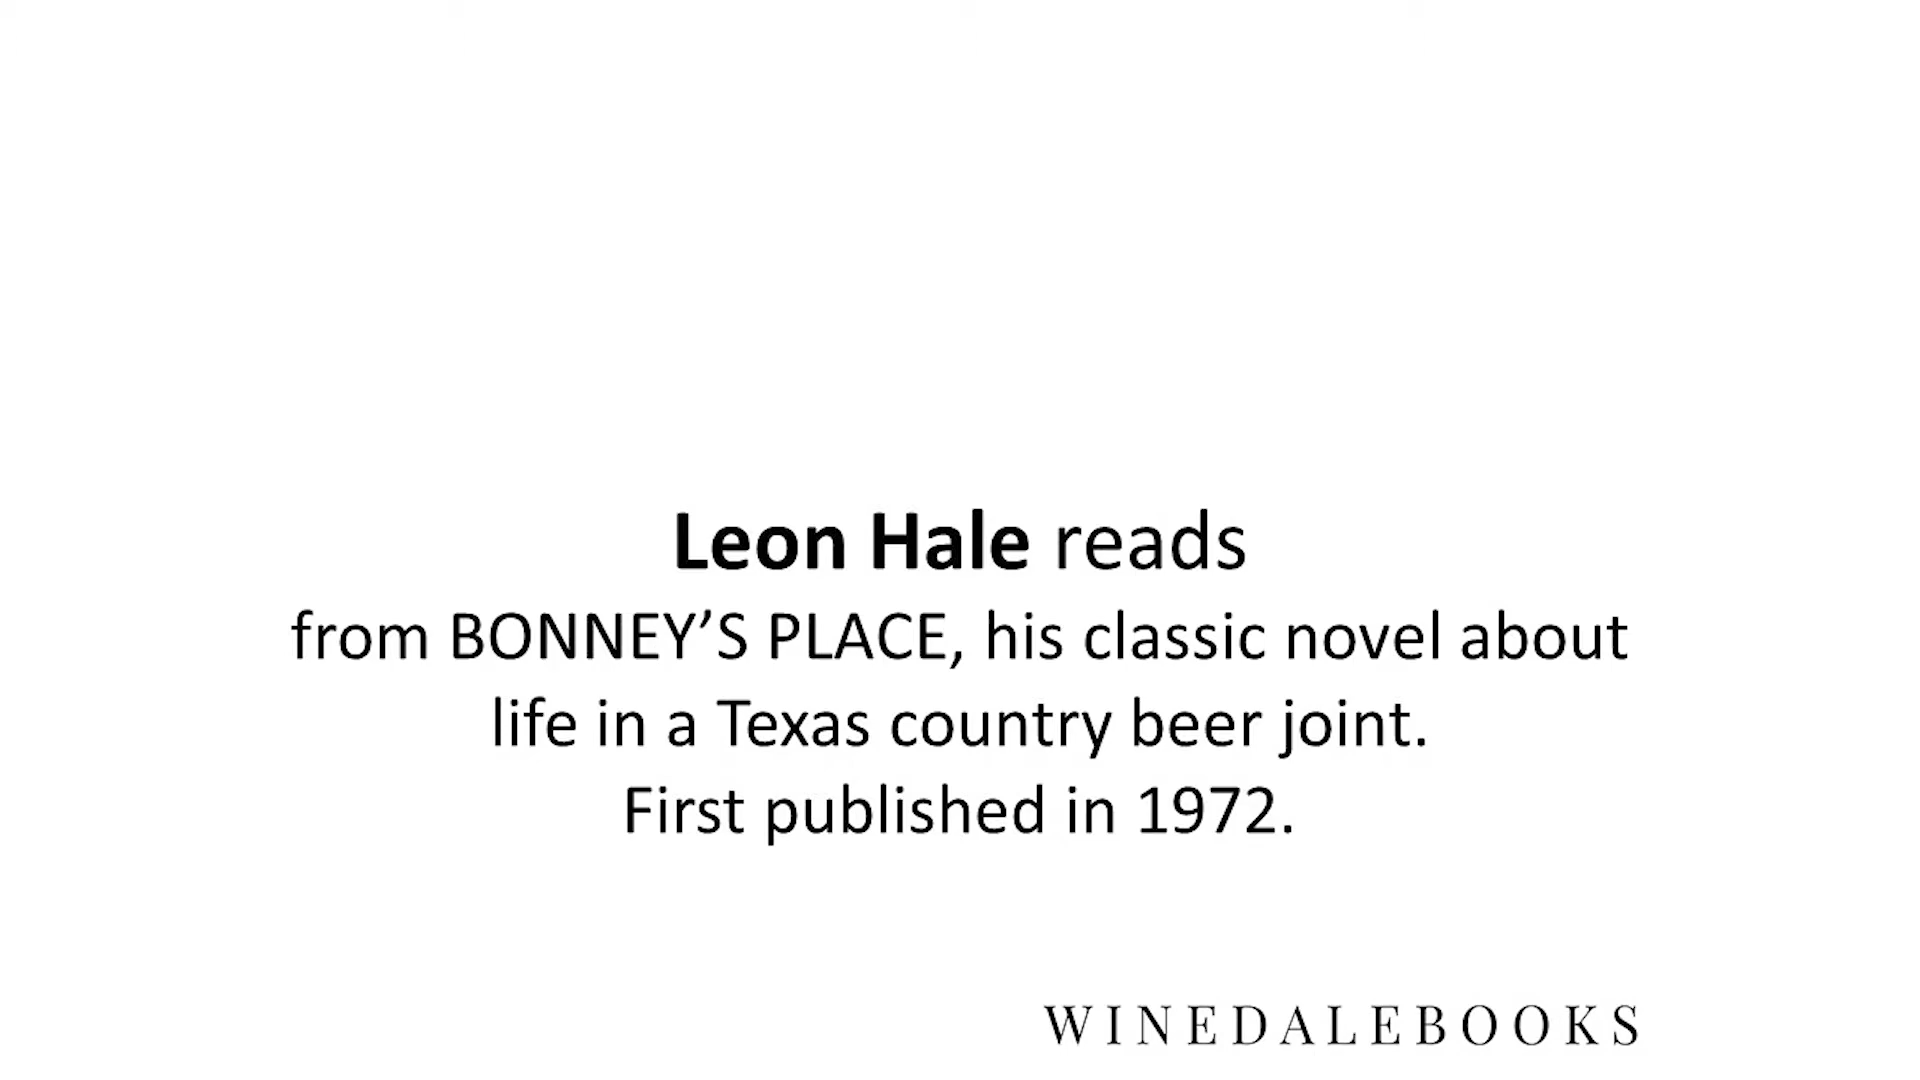 Leon Hale reads
from BONNEY’S PLACE, his classic novel about
life in a Texas country beer joint.
First published in 1972.
WINEDALEBOOKS